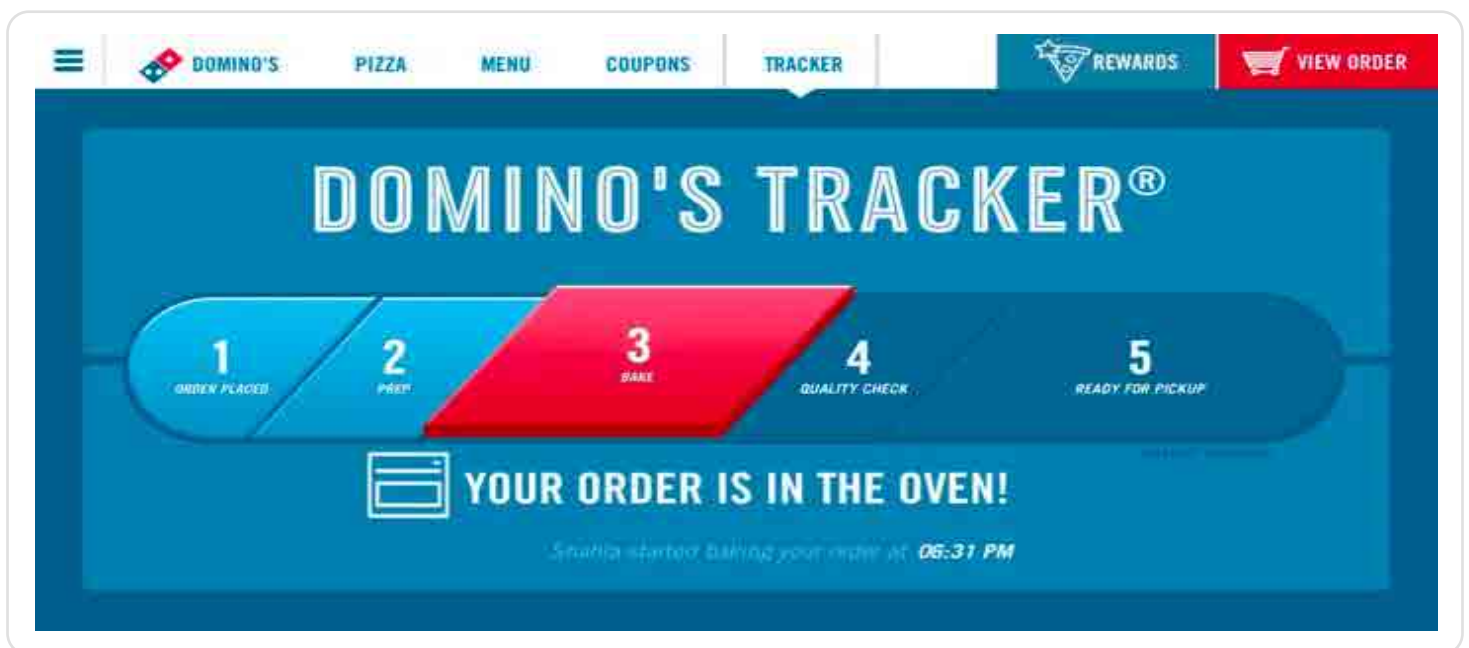 DOMINO'S PIZZA MENU COUPONS TRACKER REWARDS VIEW ORDER
DOMINO'S TRACKER®
1 2 3 4 5
ORDER PLACED PREP BAKE QUALITY CHECK READY FOR PICKUP
YOUR ORDER IS IN THE OVEN!
started baking your order at 06:31 PM